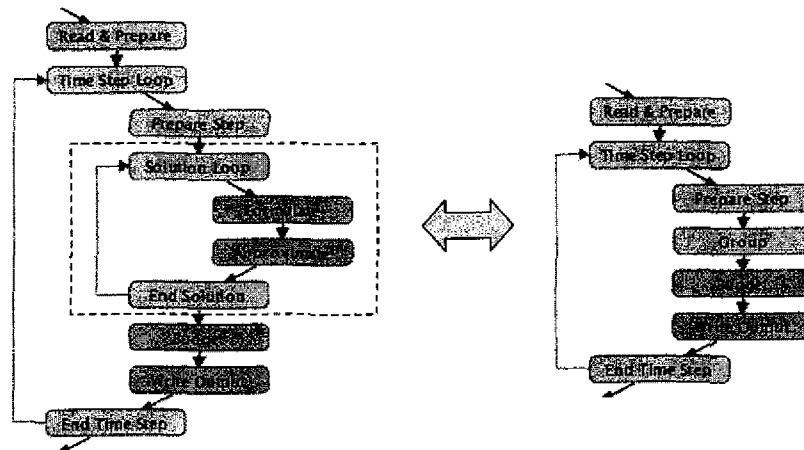 Read & Prepare
Time Step Loop
Prepare Step
Solution Loop
End Solution
Write Output
End Time Step
Read & Prepare
Time Step Loop
Prepare Step
Group
Write Output
End Time Step